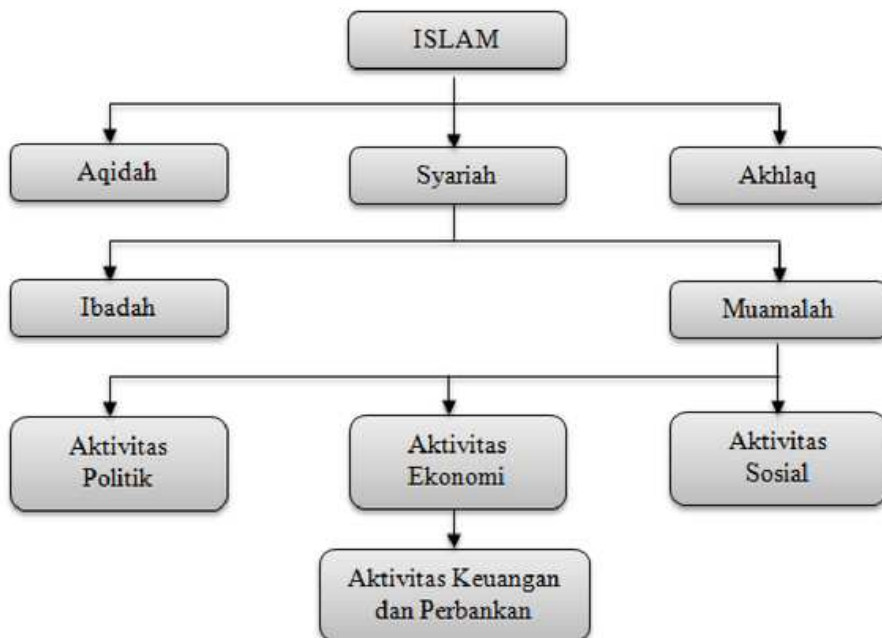 ISLAM
Aqidah
Syariah
Akhlaq
Ibadah
Muamalah
Aktivitas
Politik
Aktivitas
Ekonomi
Aktivitas
Sosial
Aktivitas Keuangan
dan Perbankan